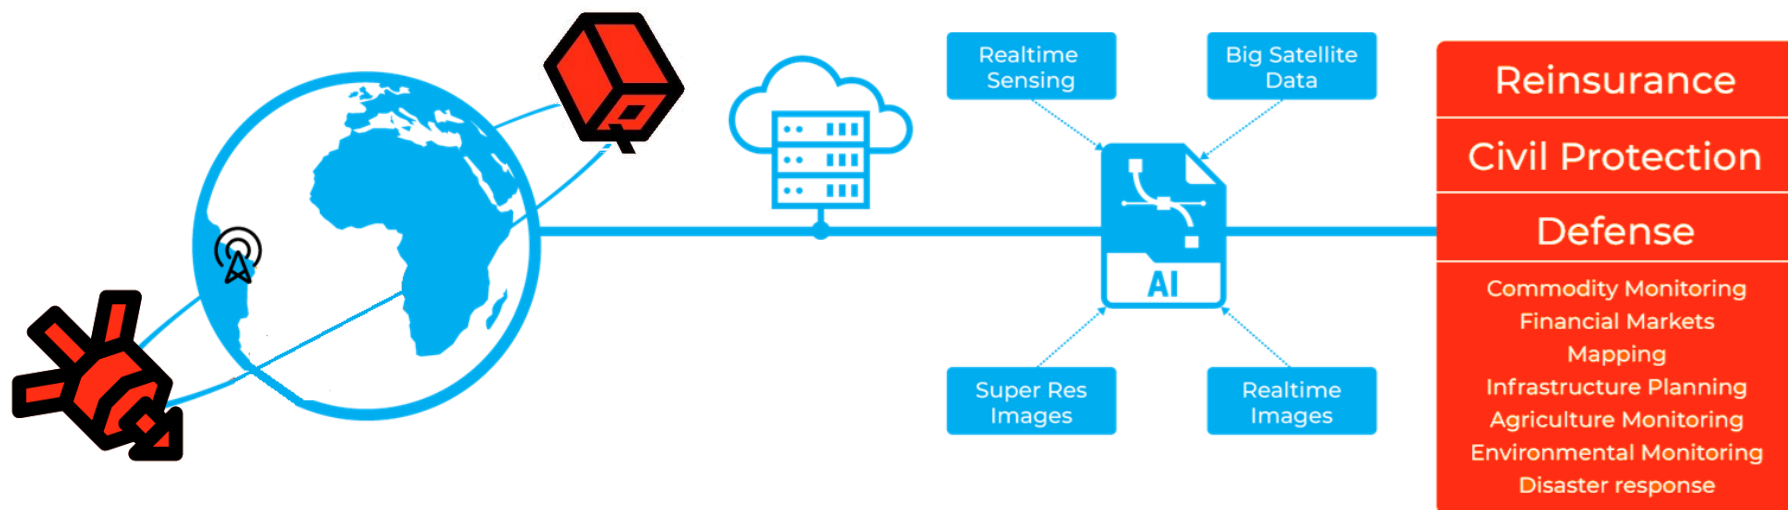 Realtime
Sensing
Big Satellite
Data
AI
Super Res
Images
Realtime
Images
Reinsurance
Civil Protection
Defense
Commodity Monitoring
Financial Markets
Mapping
Infrastructure Planning
Agriculture Monitoring
Environmental Monitoring
Disaster response